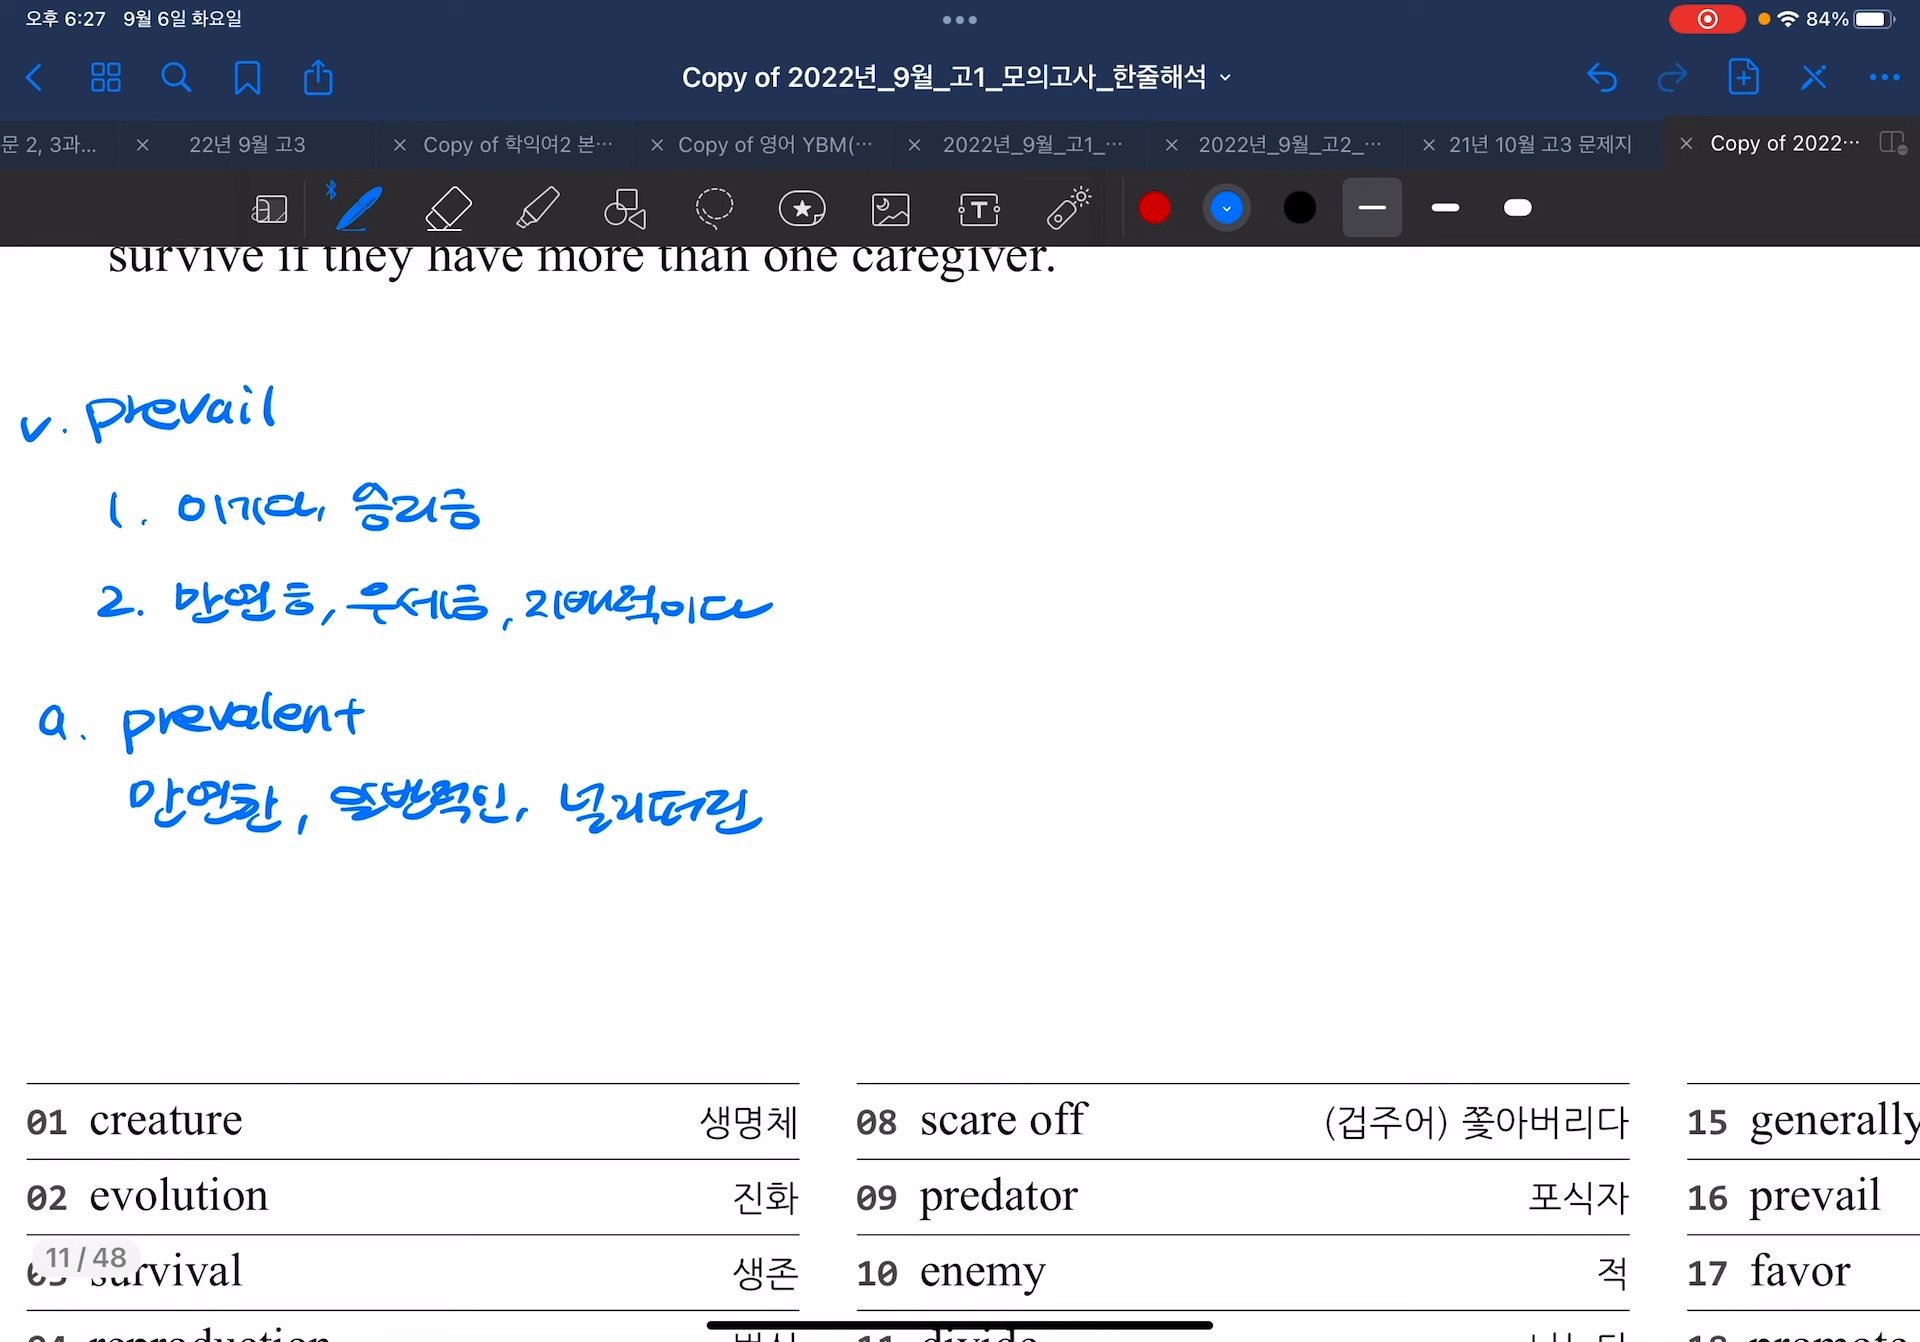 오후 6:27 9월 6일 화요일 84%
Copy of 2022년_9월_고1_모의고사_한줄해석
문 2, 3과... 22년 9월 고3 Copy of 학익여2 본… Copy of 영어 YBM(… 2022년_9월_고1_… 2022년_9월_고2_… 21년 10월 고3 문제지 Copy of 2022…
survive if they have more than one caregiver.
v. prevail
1. 이기다, 승리함
2. 만연함, 우세함, 지배적이다
a. prevalent
만연한, 일반적인, 널리퍼진
01 creature 생명체 08 scare off (겁주어) 쫓아버리다 15 generally
02 evolution 진화 09 predator 포식자 16 prevail
survival 생존 10 enemy 적 17 favor
11 / 48